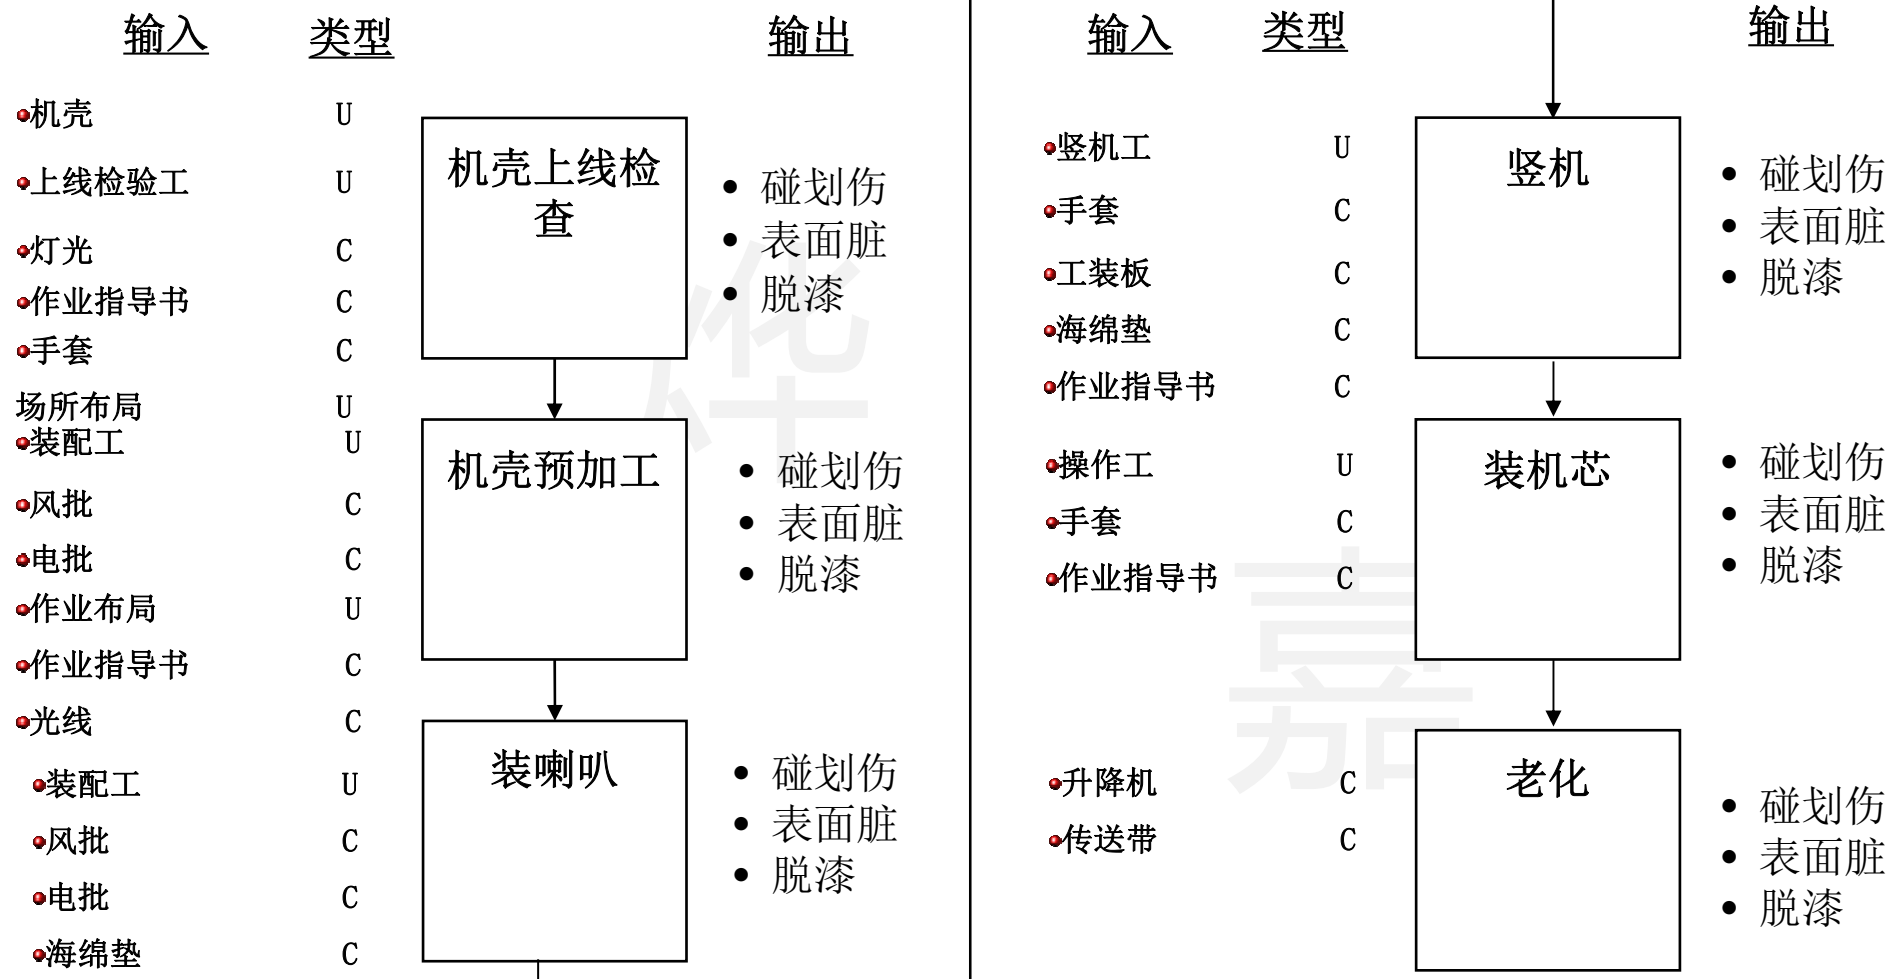 输入 类型 输出
•机壳 U
•上线检验工 U
•灯光 C
•作业指导书 C
•手套 C
场所布局 U
机壳上线检
查
• 碰划伤
• 表面脏
• 脱漆
•装配工 U
•风批 C
•电批 C
•作业布局 U
•作业指导书 C
•光线 C
机壳预加工
• 碰划伤
• 表面脏
• 脱漆
•装配工 U
•风批 C
•电批 C
•海绵垫 C
装喇叭
• 碰划伤
• 表面脏
• 脱漆
输入 类型 输出
•竖机工 U
•手套 C
•工装板 C
•海绵垫 C
•作业指导书 C
竖机
• 碰划伤
• 表面脏
• 脱漆
•操作工 U
•手套 C
•作业指导书 C
装机芯
• 碰划伤
• 表面脏
• 脱漆
•升降机 C
•传送带 C
老化
• 碰划伤
• 表面脏
• 脱漆
烨
嘉